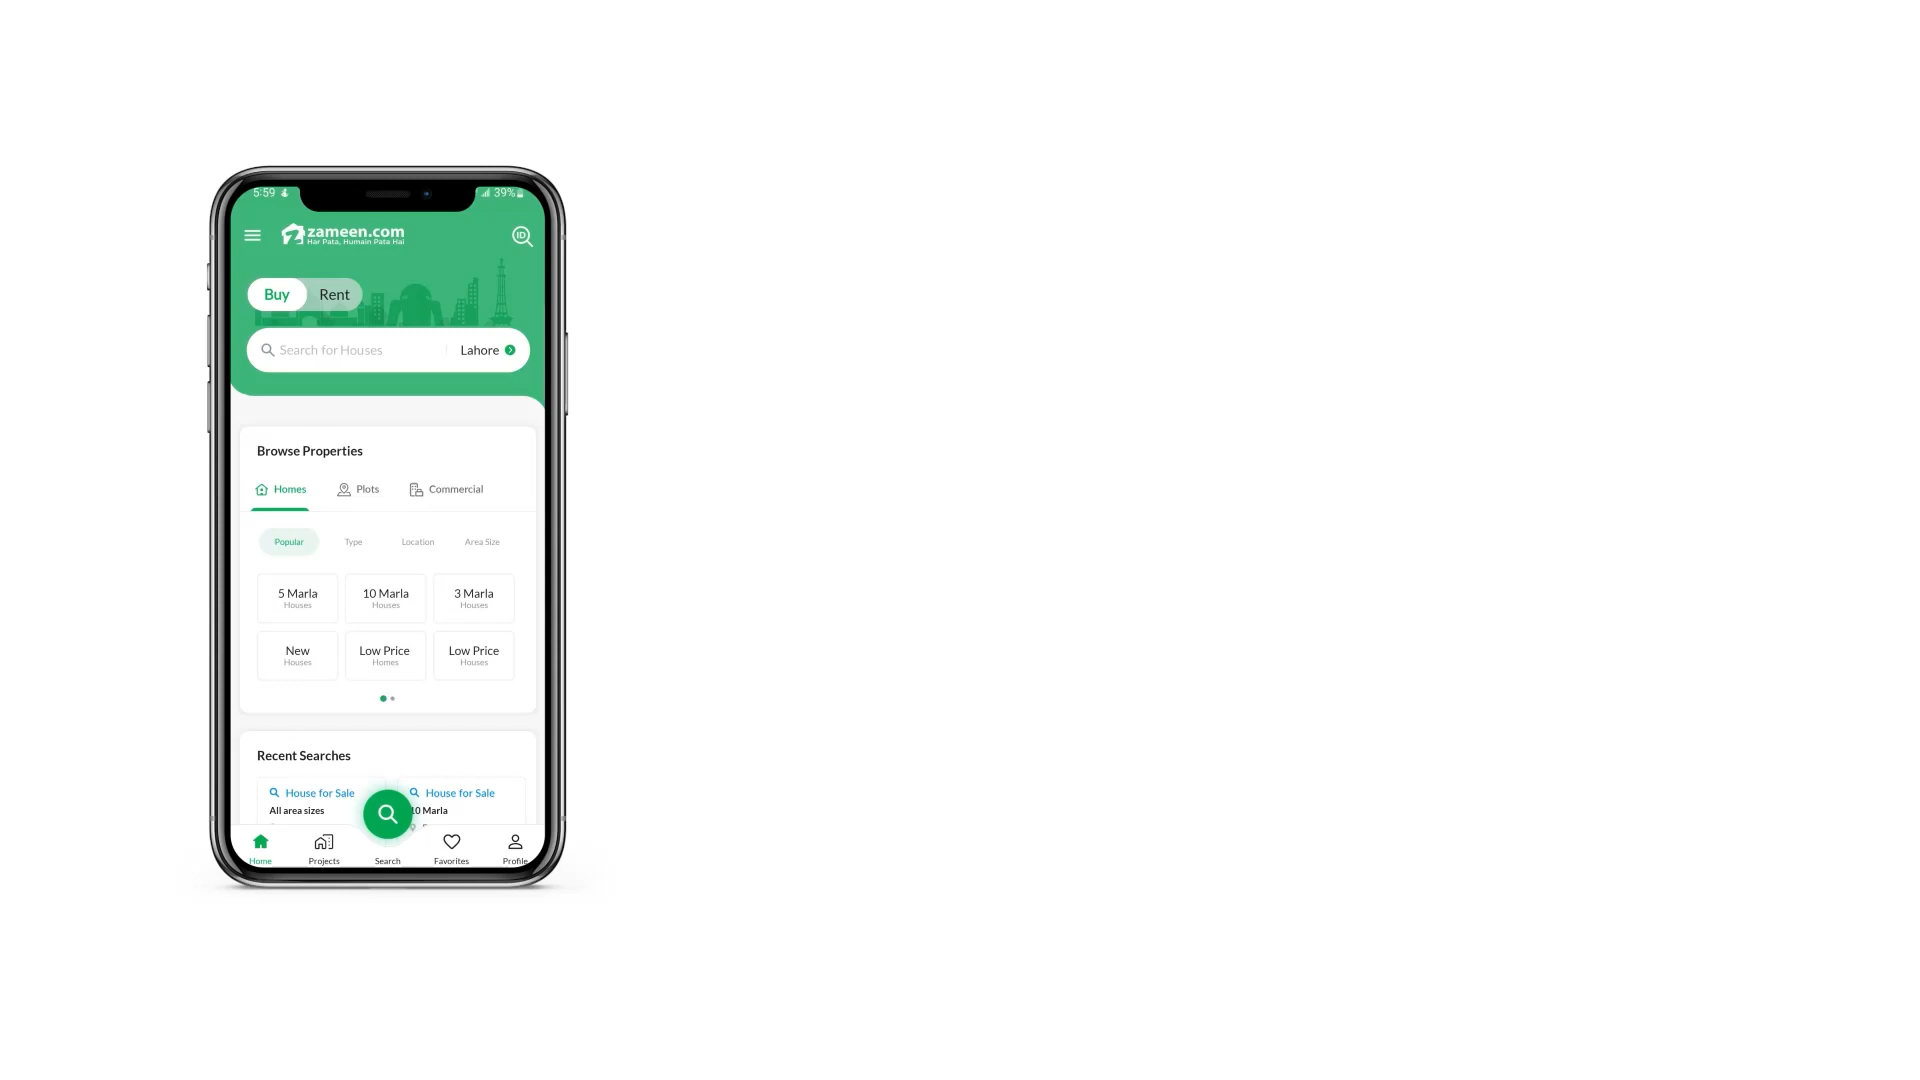 5:59
39%
zameen.com
Har Pata, Humain Pata Hai
ID
Buy Rent
Search for Houses Lahore
Browse Properties
Homes Plots Commercial
Popular Type Location Area Size
5 Marla 10 Marla 3 Marla
Houses Houses Houses
New Low Price Low Price
Houses Homes Houses
Recent Searches
House for Sale House for Sale
All area sizes 10 Marla
Home Projects Search Favorites Profile